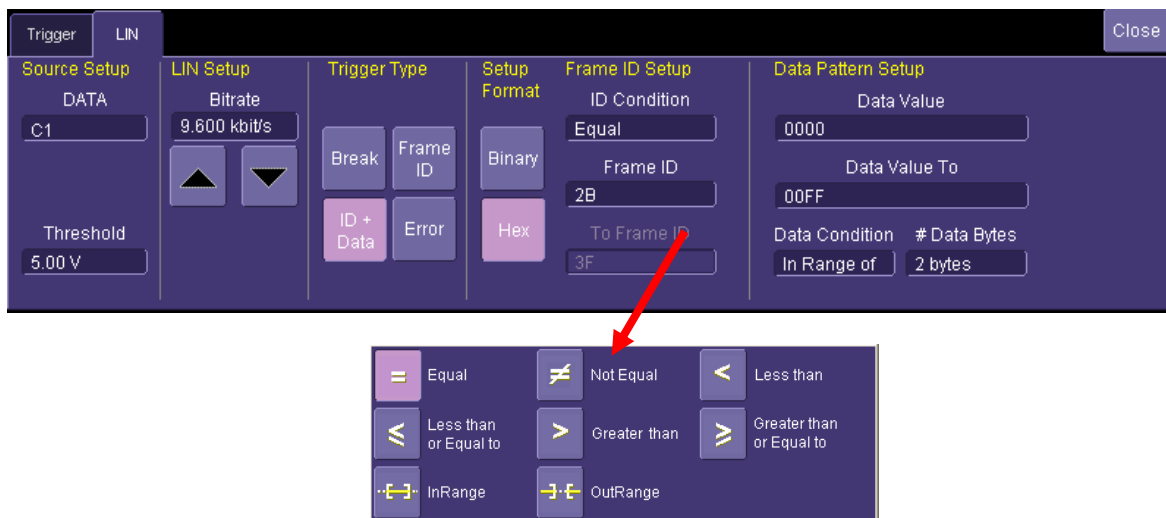 Trigger
LIN
Close
Source Setup
DATA
C1
Threshold
5.00 V
LIN Setup
Bitrate
9.600 kbit/s
Trigger Type
Break
Frame
ID
ID +
Data
Error
Setup
Format
Binary
Hex
Frame ID Setup
ID Condition
Equal
Frame ID
2B
To Frame ID
3F
Data Pattern Setup
Data Value
0000
Data Value To
00FF
Data Condition
In Range of
# Data Bytes
2 bytes
= Equal
≠ Not Equal
< Less than
≤ Less than
or Equal to
> Greater than
≥ Greater than
or Equal to
InRange
OutRange